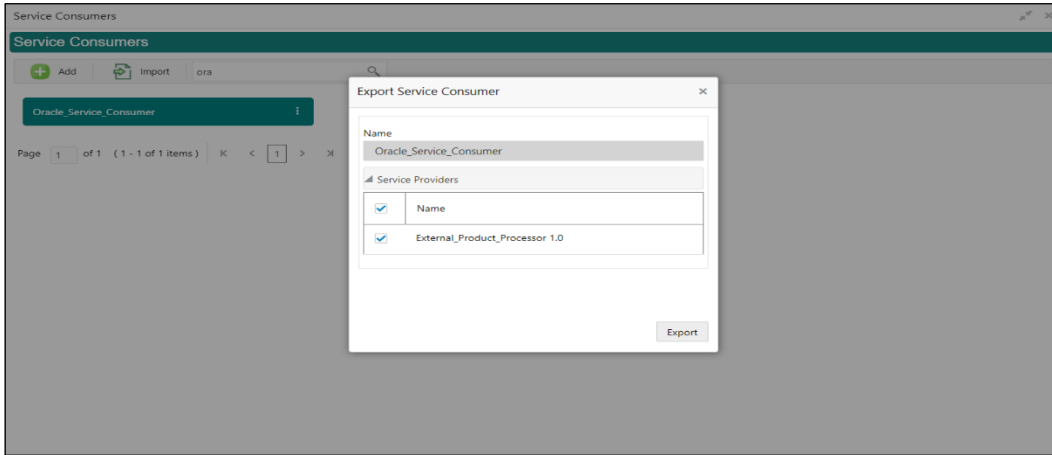 Service Consumers
Service Consumers
Add Import ora
Oracle_Service_Consumer
Page 1 of 1 (1 - 1 of 1 items) K < 1 > >|
Export Service Consumer
Name
Oracle_Service_Consumer
Service Providers
Name
External_Product_Processor 1.0
Export